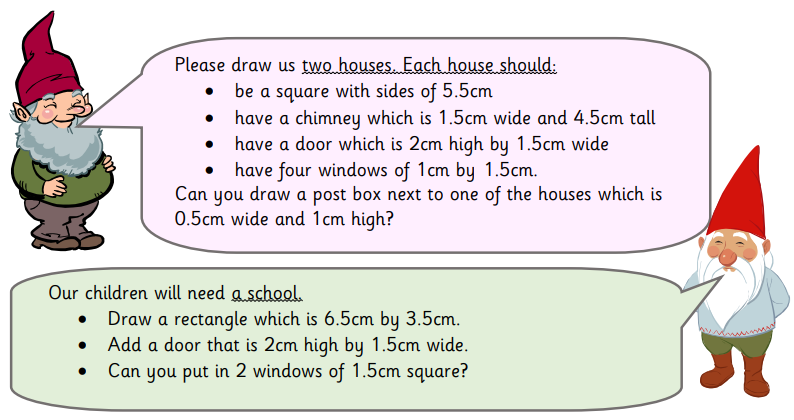 Please draw us two houses. Each house should:
• be a square with sides of 5.5cm
• have a chimney which is 1.5cm wide and 4.5cm tall
• have a door which is 2cm high by 1.5cm wide
• have four windows of 1cm by 1.5cm.
Can you draw a post box next to one of the houses which is
0.5cm wide and 1cm high?
Our children will need a school.
• Draw a rectangle which is 6.5cm by 3.5cm.
• Add a door that is 2cm high by 1.5cm wide.
• Can you put in 2 windows of 1.5cm square?